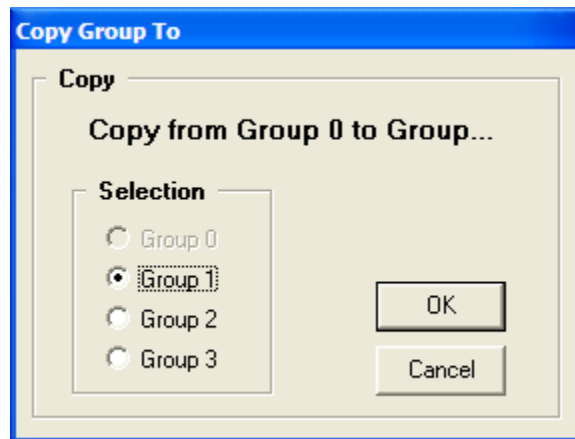 Copy Group To
Copy
Copy from Group 0 to Group...
Selection
Group 0
Group 1
Group 2
Group 3
OK
Cancel